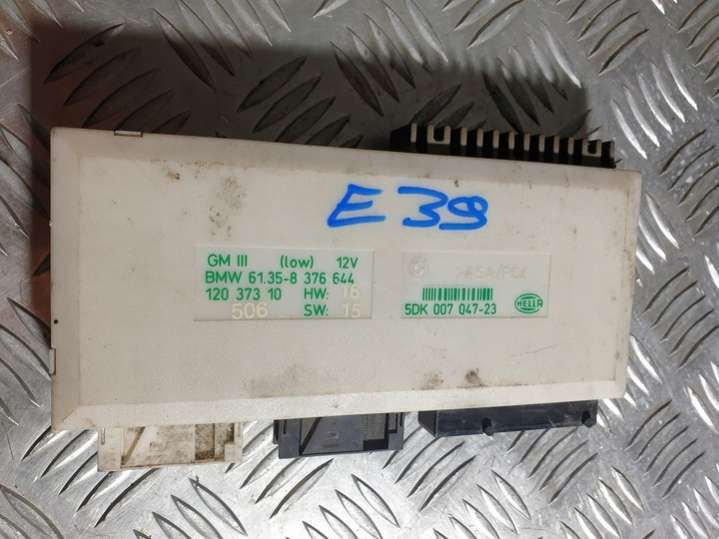 E39
GM III (low) 12V
BMW 61.35-8 376 644
120 373 10 HW: 16
506 SW: 15
5DK 007 047-23
HELLA